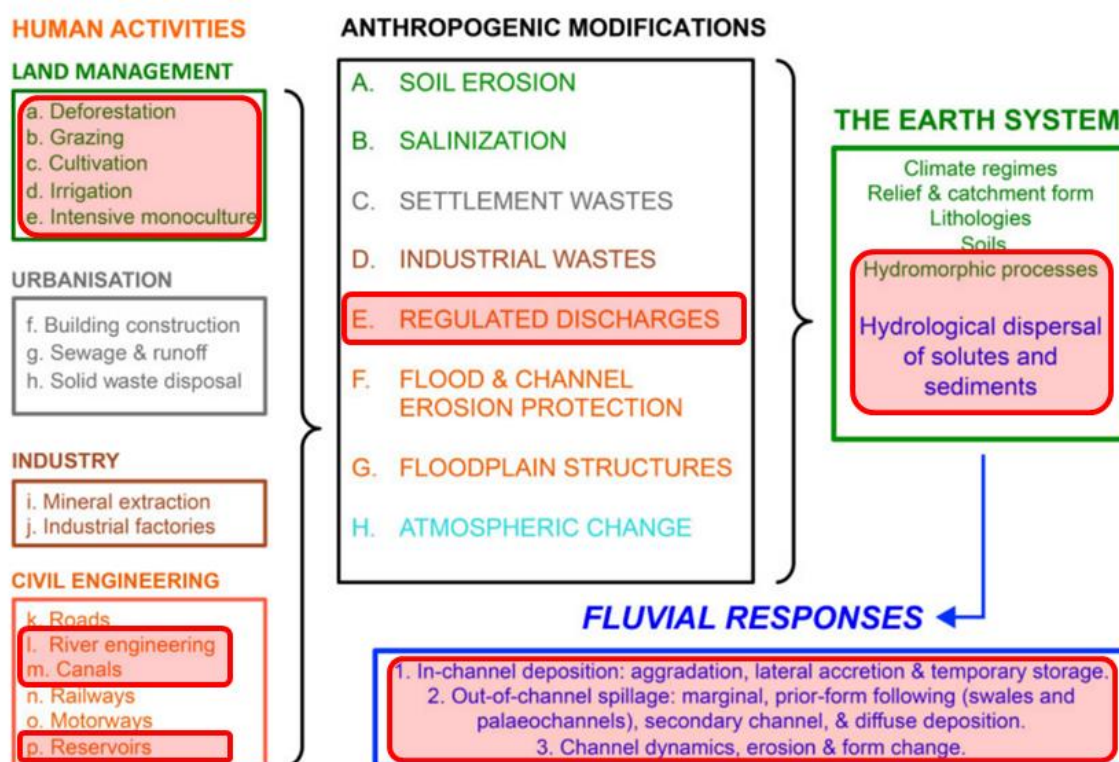 HUMAN ACTIVITIES
LAND MANAGEMENT
a. Deforestation
b. Grazing
c. Cultivation
d. Irrigation
e. Intensive monoculture
URBANISATION
f. Building construction
g. Sewage & runoff
h. Solid waste disposal
INDUSTRY
i. Mineral extraction
j. Industrial factories
CIVIL ENGINEERING
k. Roads
l. River engineering
m. Canals
n. Railways
o. Motorways
p. Reservoirs
ANTHROPOGENIC MODIFICATIONS
A. SOIL EROSION
B. SALINIZATION
C. SETTLEMENT WASTES
D. INDUSTRIAL WASTES
E. REGULATED DISCHARGES
F. FLOOD & CHANNEL
EROSION PROTECTION
G. FLOODPLAIN STRUCTURES
H. ATMOSPHERIC CHANGE
THE EARTH SYSTEM
Climate regimes
Relief & catchment form
Lithologies
Soils
Hydromorphic processes
Hydrological dispersal
of solutes and
sediments
FLUVIAL RESPONSES
1. In-channel deposition: aggradation, lateral accretion & temporary storage.
2. Out-of-channel spillage: marginal, prior-form following (swales and
palaeochannels), secondary channel, & diffuse deposition.
3. Channel dynamics, erosion & form change.